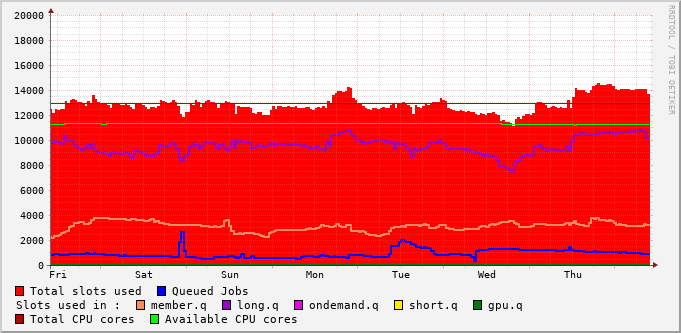 20000
18000
16000
14000
12000
10000
8000
6000
4000
2000
0
Fri Sat Sun Mon Tue Wed Thu
RRDTOOL / TOBI OETIKER
Total slots used Queued Jobs
Slots used in : member.q long.q ondemand.q short.q gpu.q
Total CPU cores Available CPU cores